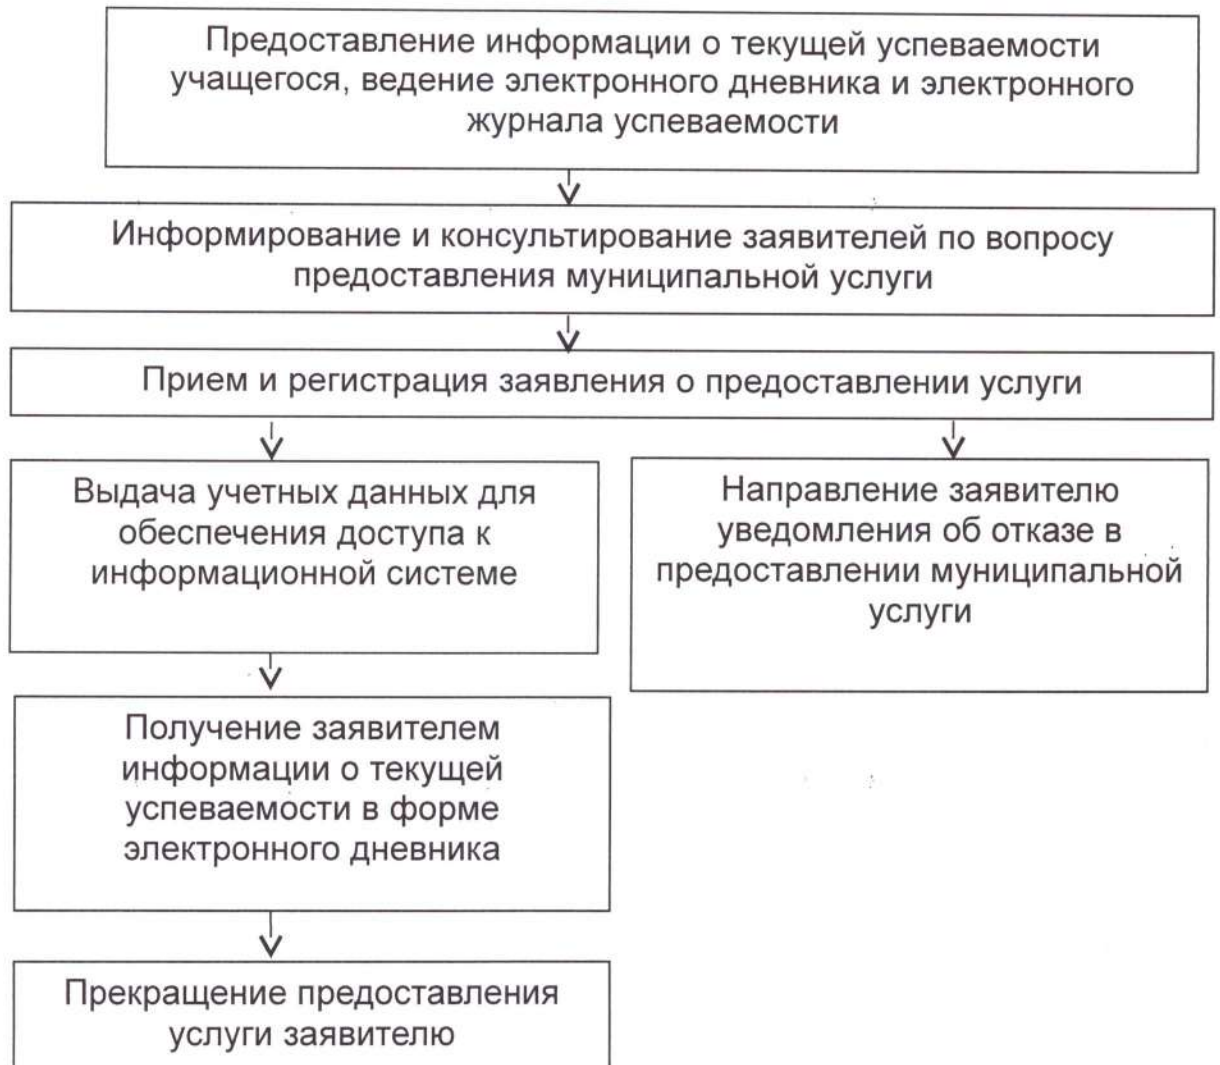 Предоставление информации о текущей успеваемости
учащегося, ведение электронного дневника и электронного
журнала успеваемости
Информирование и консультирование заявителей по вопросу
предоставления муниципальной услуги
Прием и регистрация заявления о предоставлении услуги
Выдача учетных данных для
обеспечения доступа к
информационной системе
Направление заявителю
уведомления об отказе в
предоставлении муниципальной
услуги
Получение заявителем
информации о текущей
успеваемости в форме
электронного дневника
Прекращение предоставления
услуги заявителю